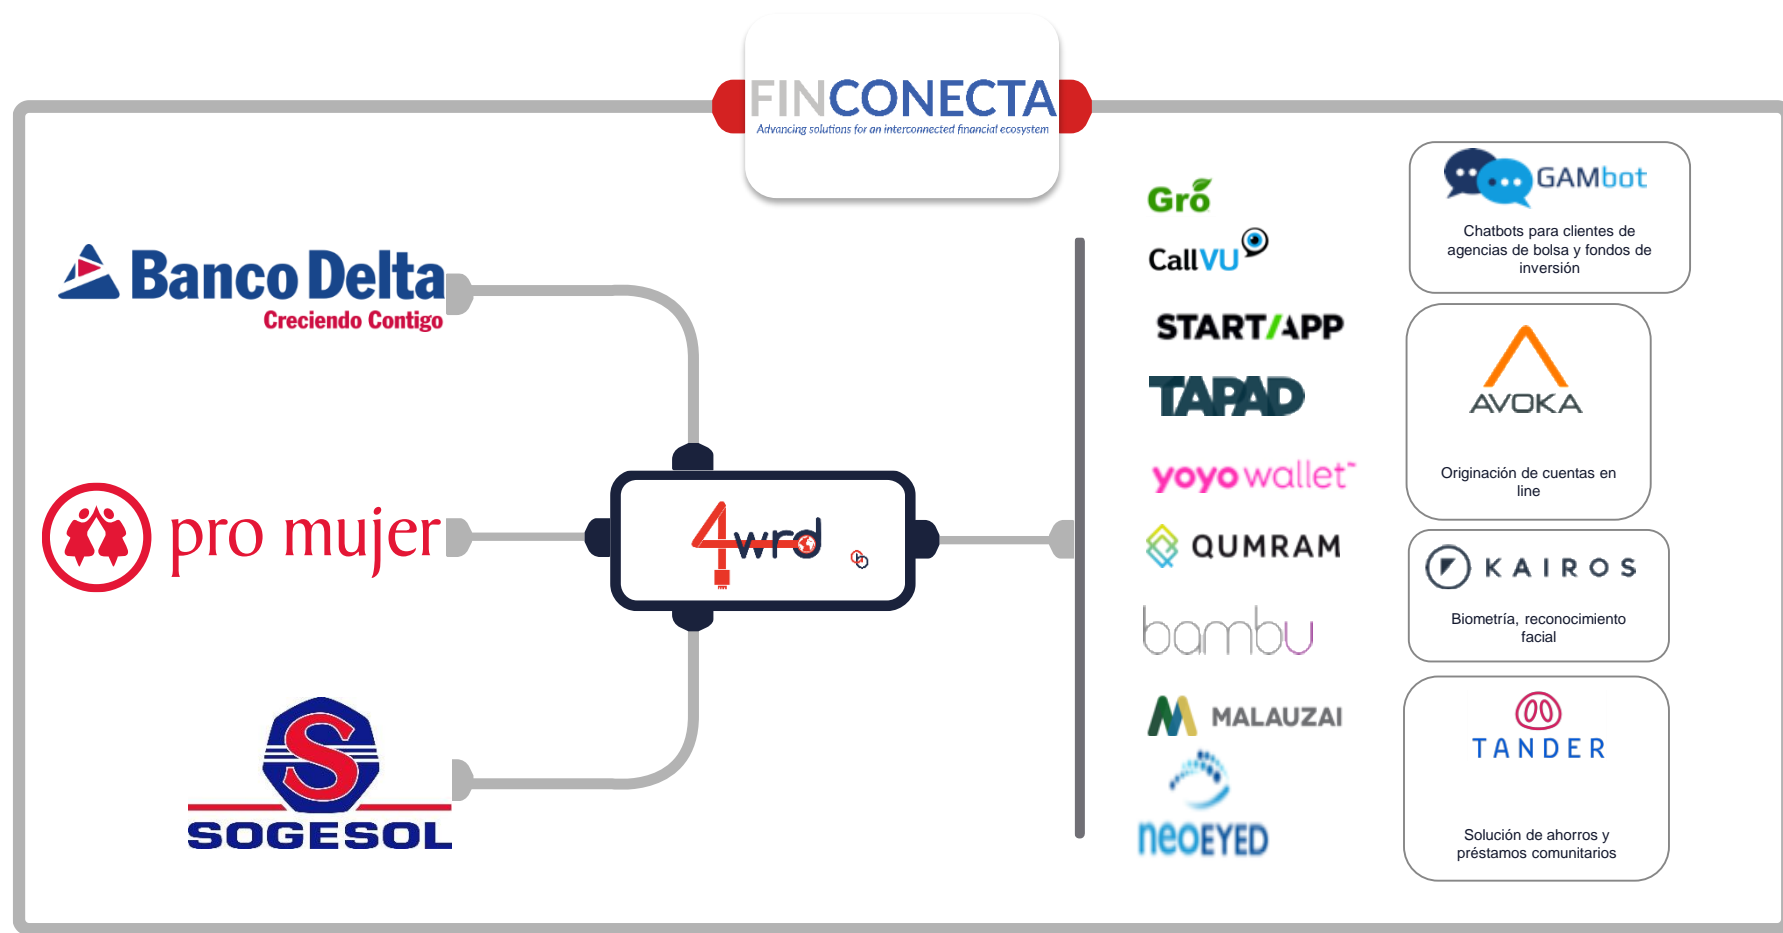 FINCONECTA
Advancing solutions for an interconnected financial ecosystem
Banco Delta
Creciendo Contigo
pro mujer
S
SOGESOL
4wrd
Gro
CallVU
START/APP
TAPAD
yoyo wallet™
QUMRAM
bambu
MALAUZAI
neoEYED
GAMbot
Chatbots para clientes de
agencias de bolsa y fondos de
inversión
AVOKA
Originación de cuentas en
line
KAIROS
Biometría, reconocimiento
facial
TANDER
Solución de ahorros y
préstamos comunitarios